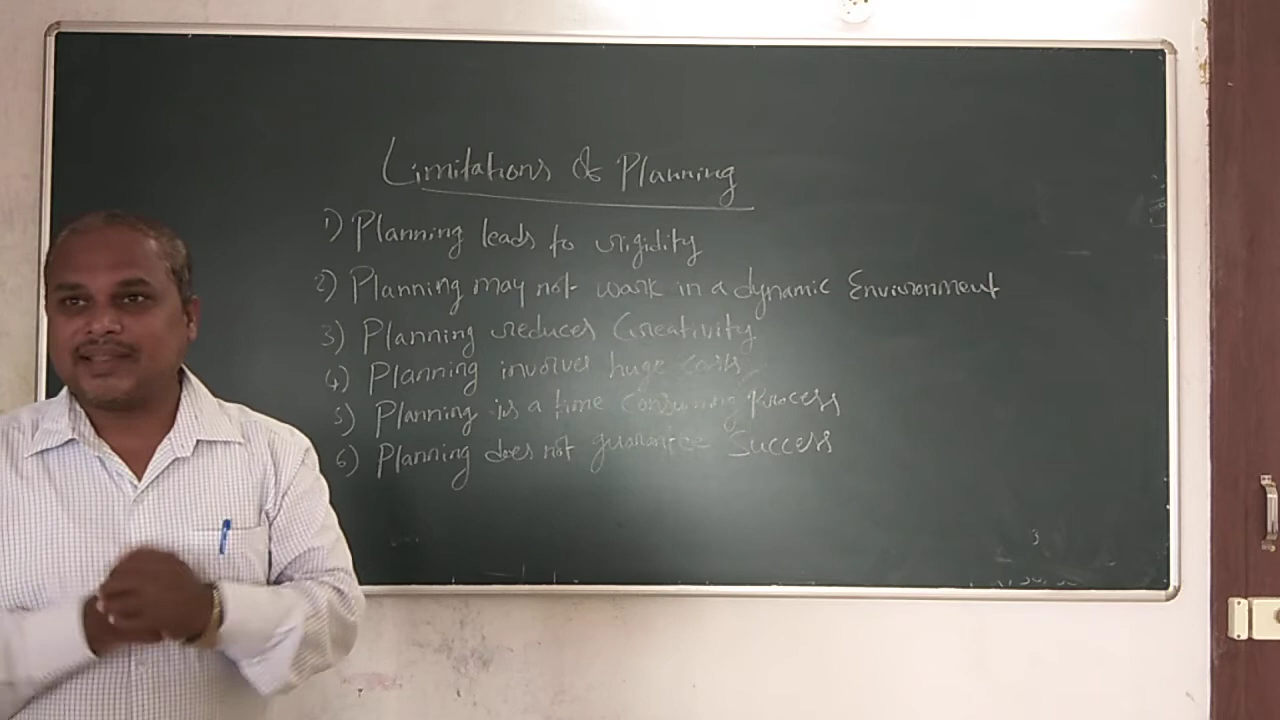 Limitations of Planning
1) Planning leads to rigidity
2) Planning may not work in a dynamic Environment
3) Planning reduces Creativity
4) Planning involves huge Costs
5) Planning is a time Consuming Process
6) Planning does not guarantee Success
3